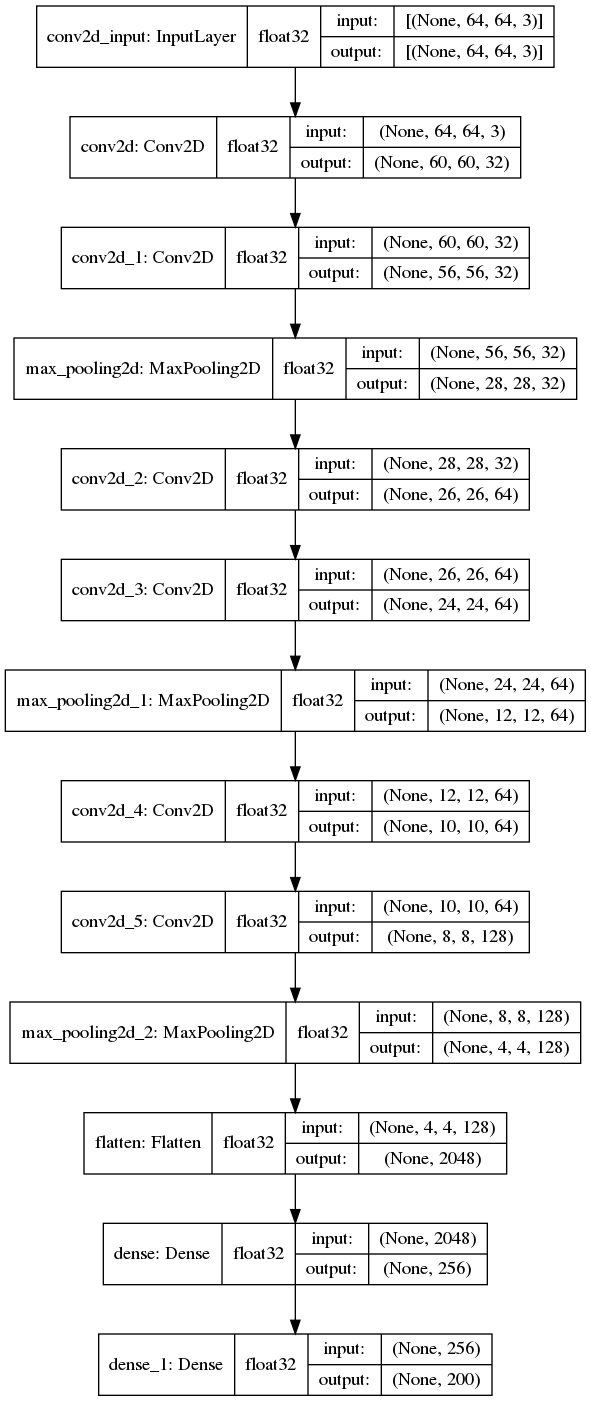 conv2d_input: InputLayer float32 input: [(None, 64, 64, 3)]
output: [(None, 64, 64, 3)]
conv2d: Conv2D float32 input: (None, 64, 64, 3)
output: (None, 60, 60, 32)
conv2d_1: Conv2D float32 input: (None, 60, 60, 32)
output: (None, 56, 56, 32)
max_pooling2d: MaxPooling2D float32 input: (None, 56, 56, 32)
output: (None, 28, 28, 32)
conv2d_2: Conv2D float32 input: (None, 28, 28, 32)
output: (None, 26, 26, 64)
conv2d_3: Conv2D float32 input: (None, 26, 26, 64)
output: (None, 24, 24, 64)
max_pooling2d_1: MaxPooling2D float32 input: (None, 24, 24, 64)
output: (None, 12, 12, 64)
conv2d_4: Conv2D float32 input: (None, 12, 12, 64)
output: (None, 10, 10, 64)
conv2d_5: Conv2D float32 input: (None, 10, 10, 64)
output: (None, 8, 8, 128)
max_pooling2d_2: MaxPooling2D float32 input: (None, 8, 8, 128)
output: (None, 4, 4, 128)
flatten: Flatten float32 input: (None, 4, 4, 128)
output: (None, 2048)
dense: Dense float32 input: (None, 2048)
output: (None, 256)
dense_1: Dense float32 input: (None, 256)
output: (None, 200)